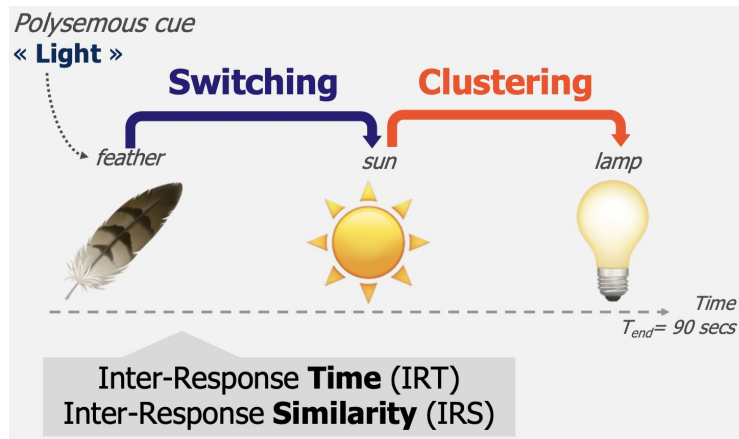 Polysemous cue
« Light »
Switching
Clustering
feather
sun
lamp
Time
Tend= 90 secs
Inter-Response Time (IRT)
Inter-Response Similarity (IRS)